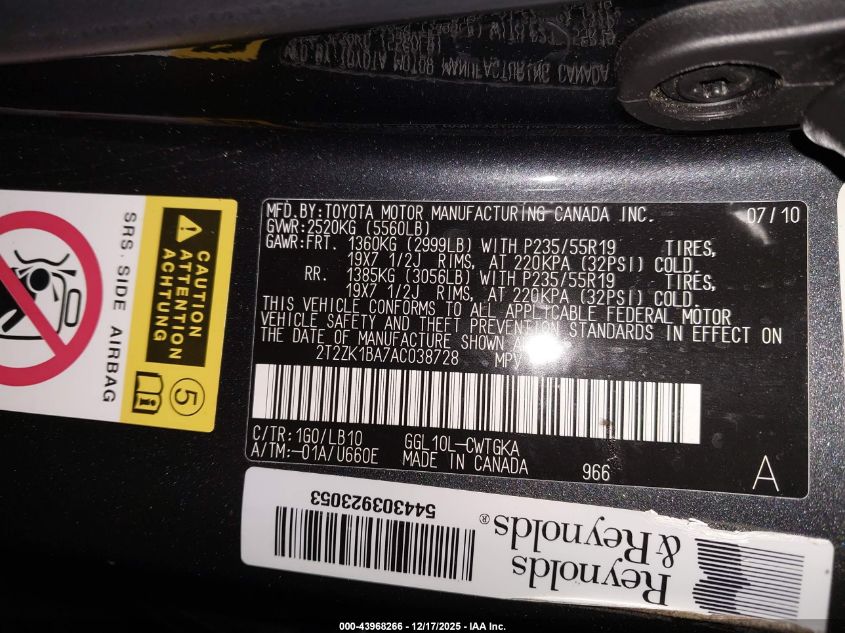 MFD.BY:TOYOTA MOTOR MANUFACTURING CANADA INC. 07/10
GVWR:2520KG (5560LB)
GAWR:FRT. 1360KG (2999LB) WITH P235/55R19 TIRES,
19X7 1/2J RIMS, AT 220KPA (32PSI) COLD.
RR. 1385KG (3056LB) WITH P235/55R19 TIRES,
19X7 1/2J RIMS, AT 220KPA (32PSI) COLD.
THIS VEHICLE CONFORMS TO ALL APPLICABLE FEDERAL MOTOR
VEHICLE SAFETY AND THEFT PREVENTION STANDARDS IN EFFECT ON
THE DATE OF MANUFACTURE SHOWN
2T2ZK1BA7AC038728 MPV
C/TR:1G0/LB10 GGL10L-CWTGKA
A/TM:-01A/U660E MADE IN CANADA 966 A
SRS. SIDE AIRBAG
CAUTION
ATTENTION
ACHTUNG
5
i
544303923053
Reynolds
& Reynolds®
000-43968266 - 12/17/2025 - IAA Inc.